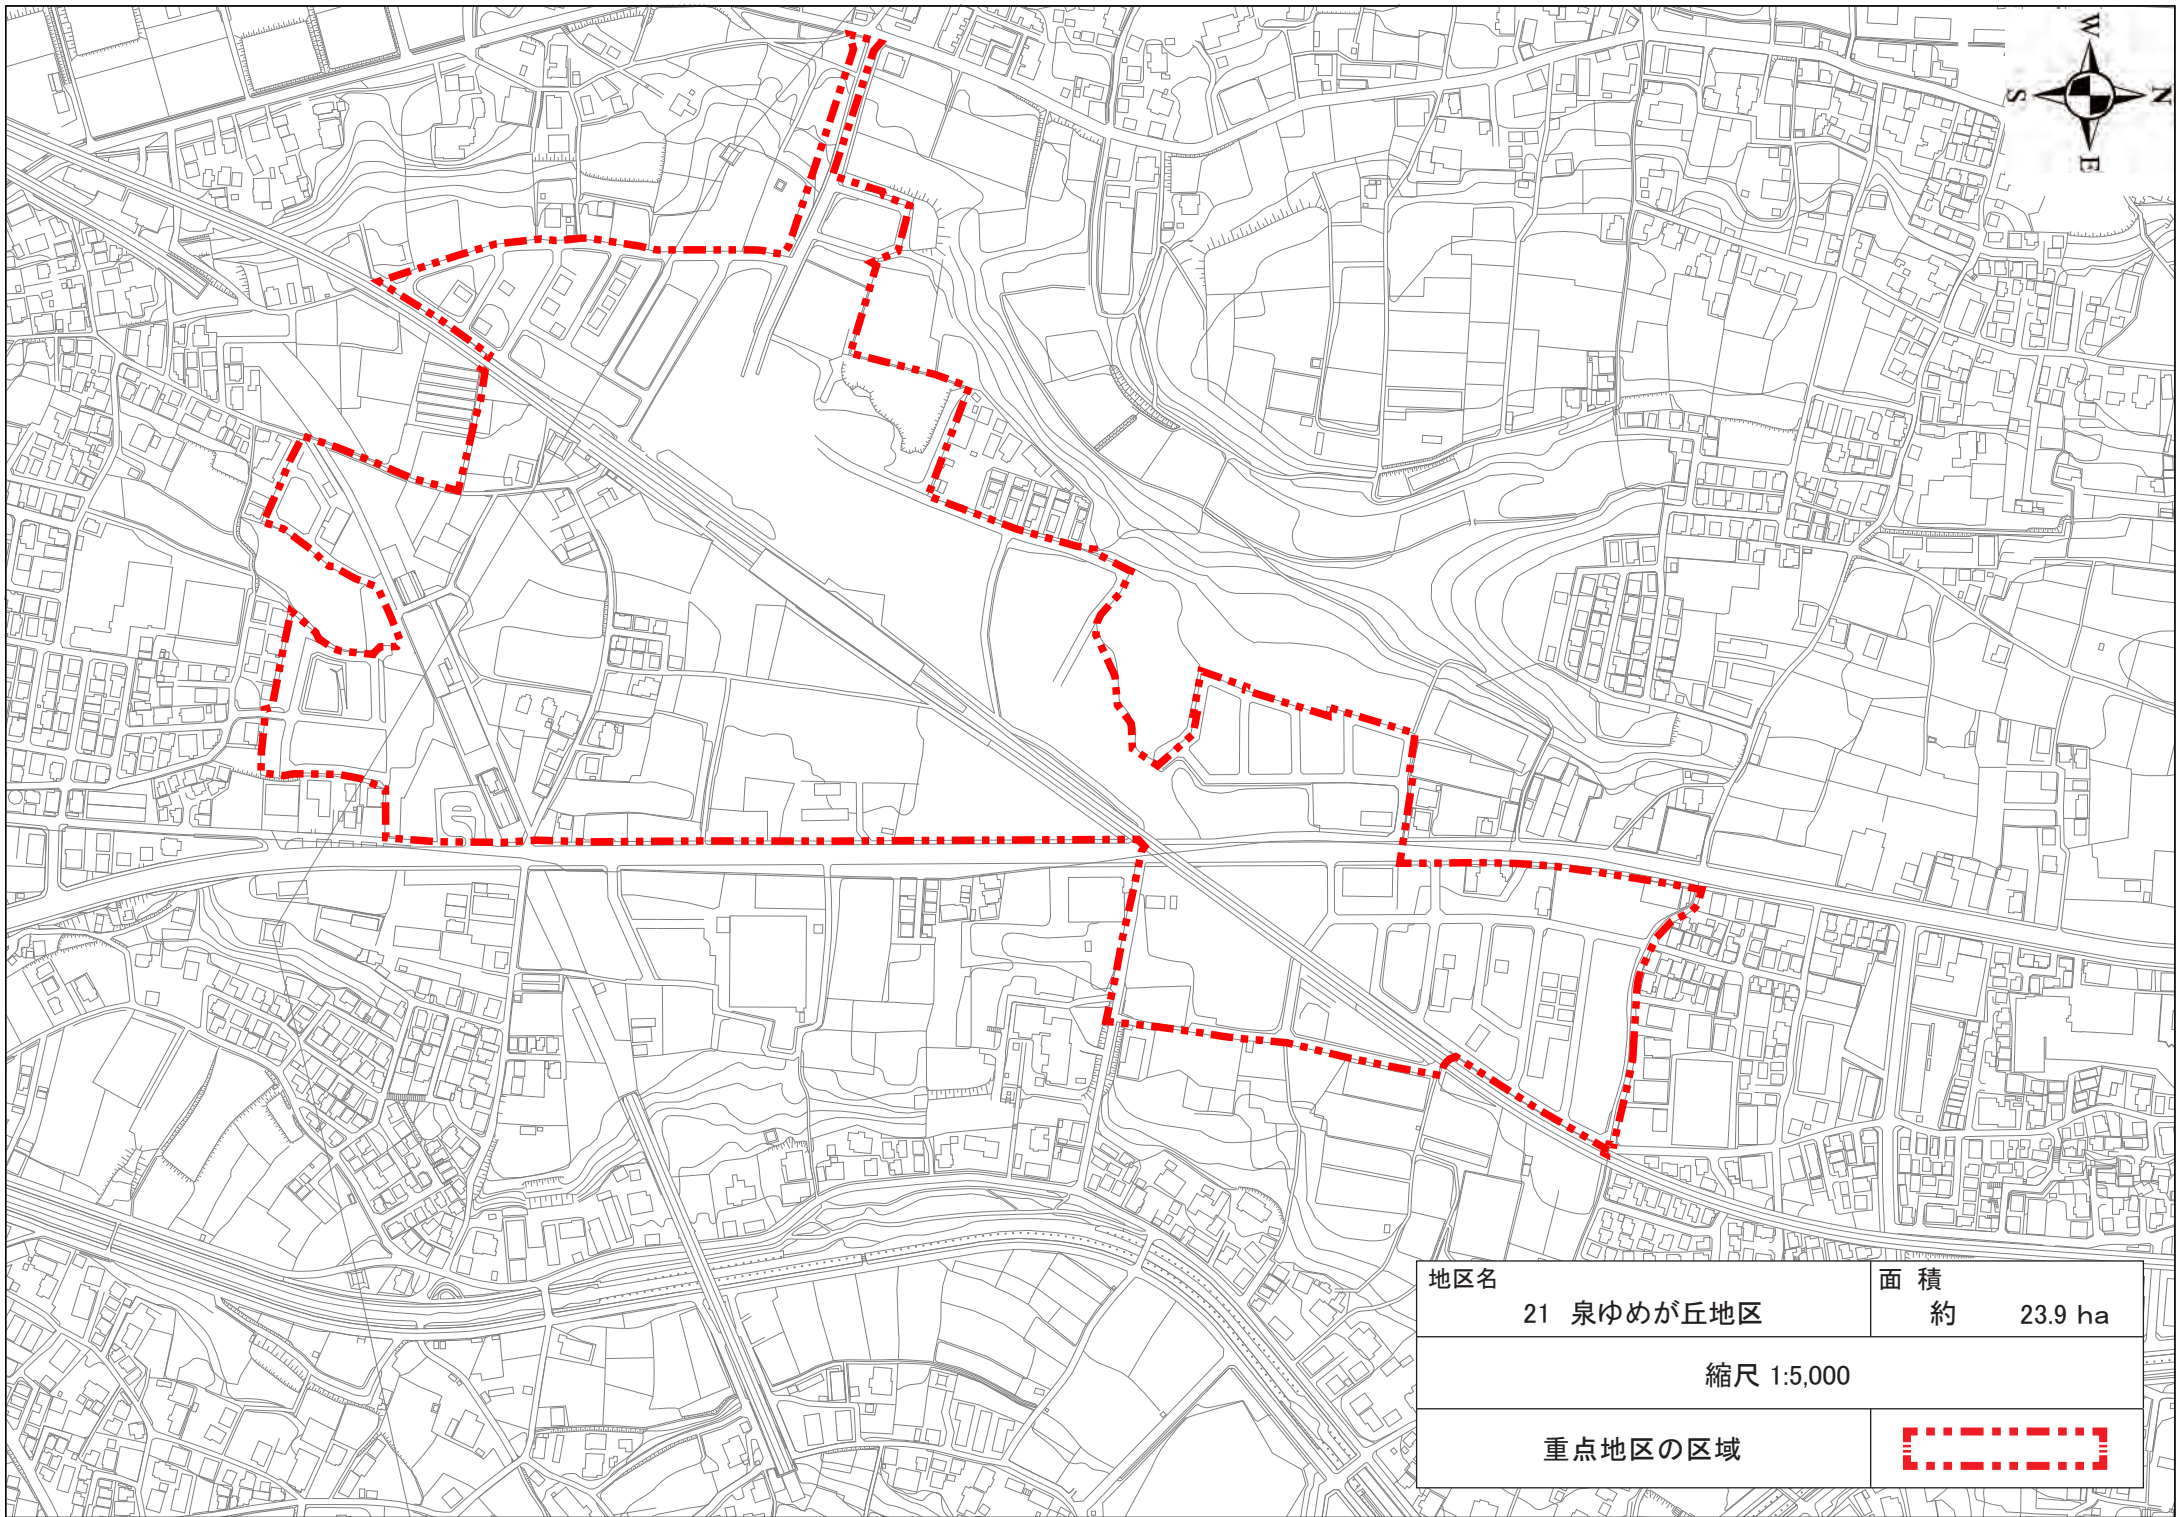 W
S
N
E
地区名
21 泉ゆめが丘地区
面 積
約 23.9 ha
縮尺 1:5,000
重点地区の区域